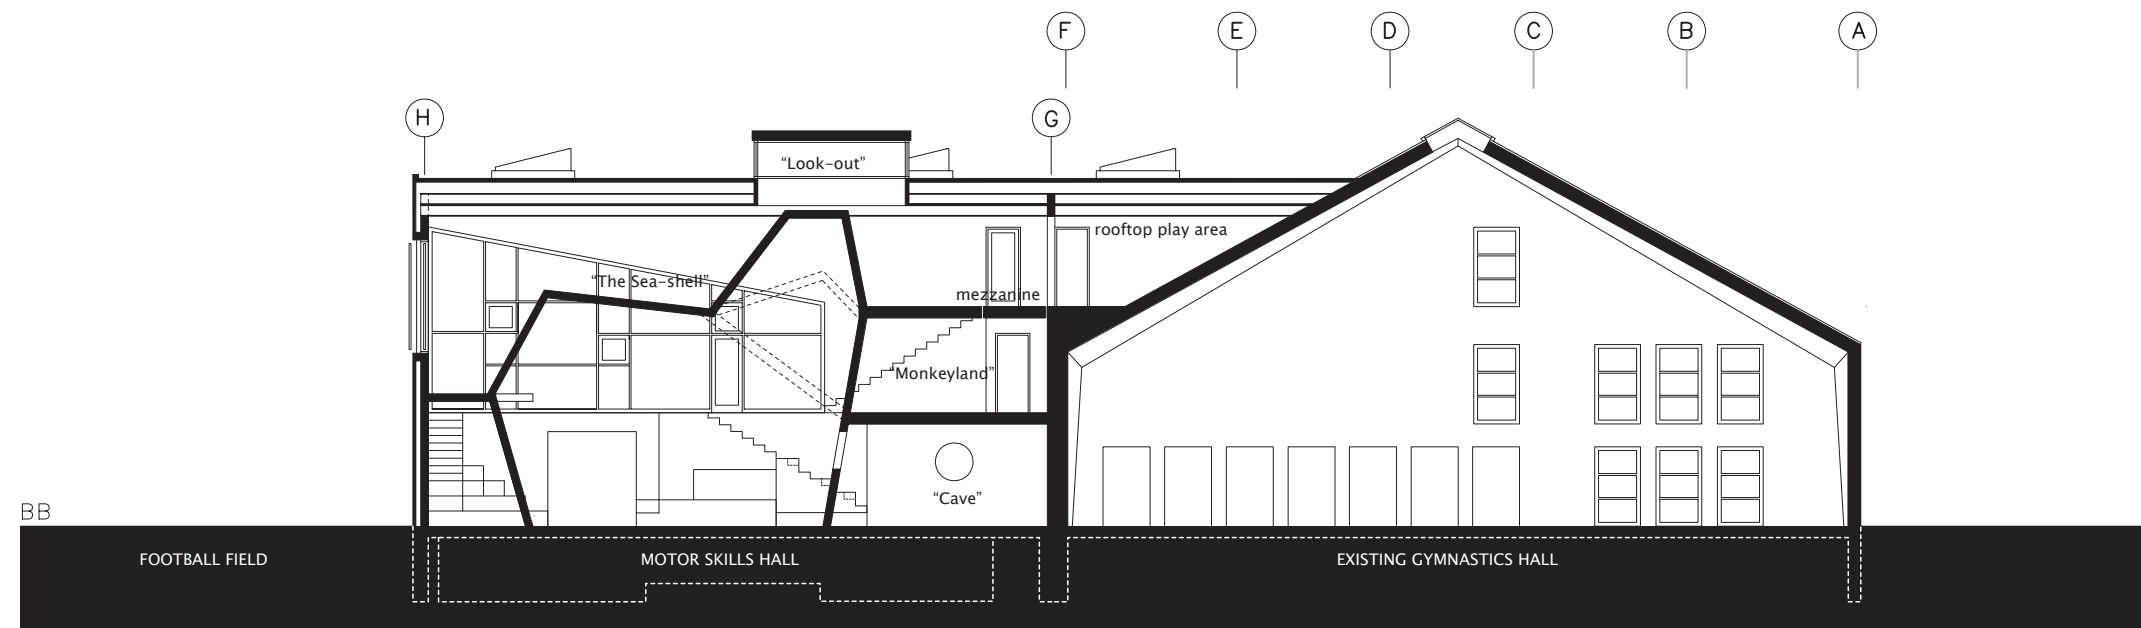 F E D C B A
H G
“Look-out”
rooftop play area
“The Sea-shell”
mezzanine
“Monkeyland”
“Cave”
BB
FOOTBALL FIELD MOTOR SKILLS HALL EXISTING GYMNASTICS HALL